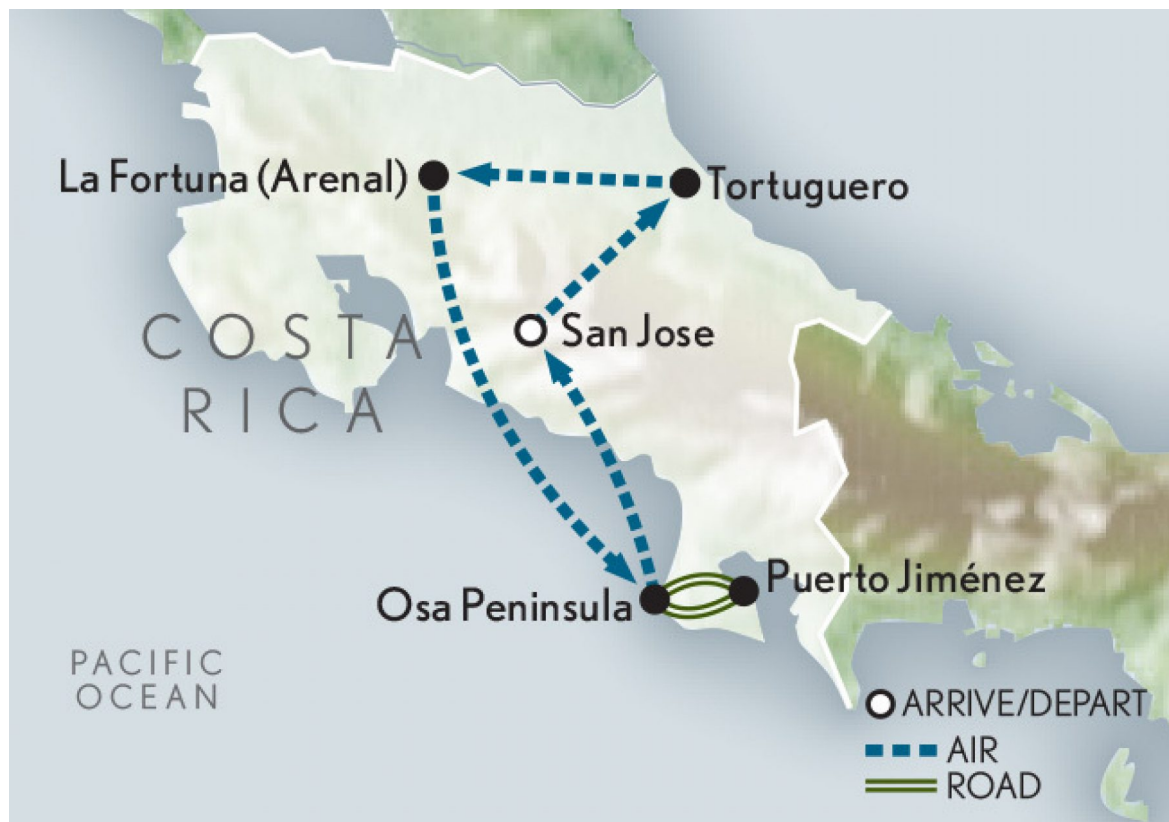 La Fortuna (Arenal)
Tortuguero
COSTA
RICA
San Jose
Osa Peninsula
Puerto Jiménez
PACIFIC
OCEAN
ARRIVE/DEPART
AIR
ROAD